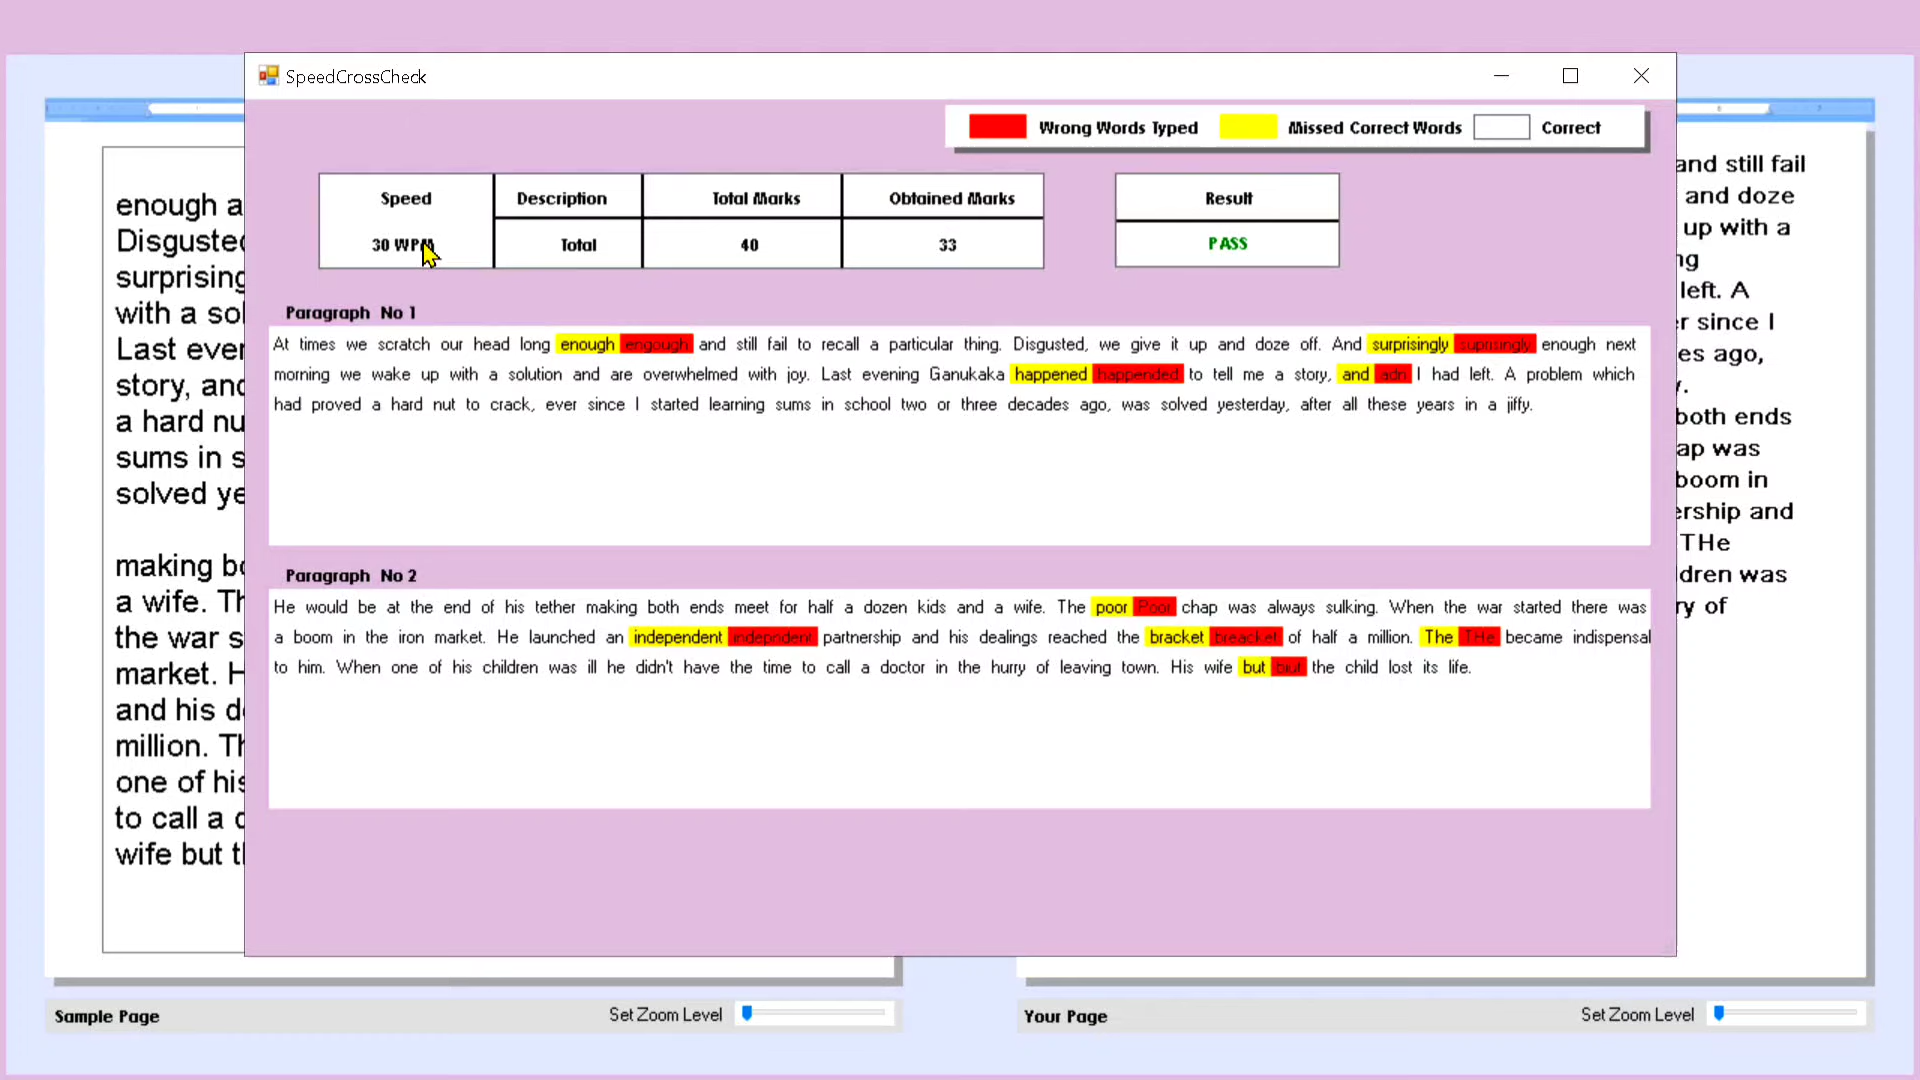 SpeedCrossCheck
Wrong Words Typed Missed Correct Words Correct
Speed Description Total Marks Obtained Marks Result
30 WPM Total 40 33 PASS
Paragraph No 1
At times we scratch our head long enough engough and still fail to recall a particular thing. Disgusted, we give it up and doze off. And surprisingly suprisingly enough next
morning we wake up with a solution and are overwhelmed with joy. Last evening Ganukaka happened happended to tell me a story, and adn I had left. A problem which
had proved a hard nut to crack, ever since I started learning sums in school two or three decades ago, was solved yesterday, after all these years in a jiffy.
Paragraph No 2
He would be at the end of his tether making both ends meet for half a dozen kids and a wife. The poor Poor chap was always sulking. When the war started there was
a boom in the iron market. He launched an independent indepndent partnership and his dealings reached the bracket breacket of half a million. The THe became indispensal
to him. When one of his children was ill he didn't have the time to call a doctor in the hurry of leaving town. His wife but biut the child lost its life.
enough a
Disgusted
surprising
with a sol
Last ever
story, and
a hard nu
sums in s
solved ye
making bo
a wife. Th
the war s
market. H
and his de
million. Th
one of his
to call a d
wife but th
and still fail
and doze
up with a
ng
left. A
r since I
es ago,
y.
both ends
ap was
boom in
ership and
THe
dren was
ry of
Sample Page Set Zoom Level
Your Page Set Zoom Level